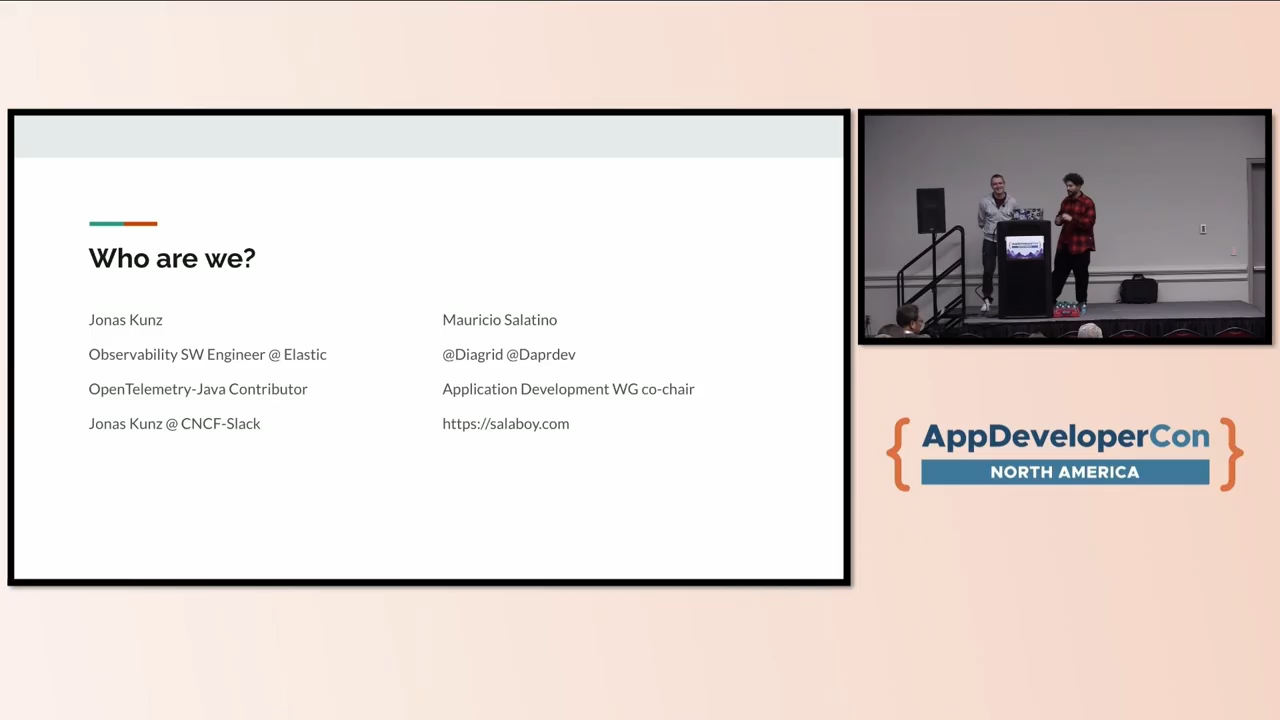 Who are we?
Jonas Kunz
Observability SW Engineer @ Elastic
OpenTelemetry-Java Contributor
Jonas Kunz @ CNCF-Slack
Mauricio Salatino
@Diagrid @Daprdev
Application Development WG co-chair
https://salaboy.com
{ AppDeveloperCon }
NORTH AMERICA